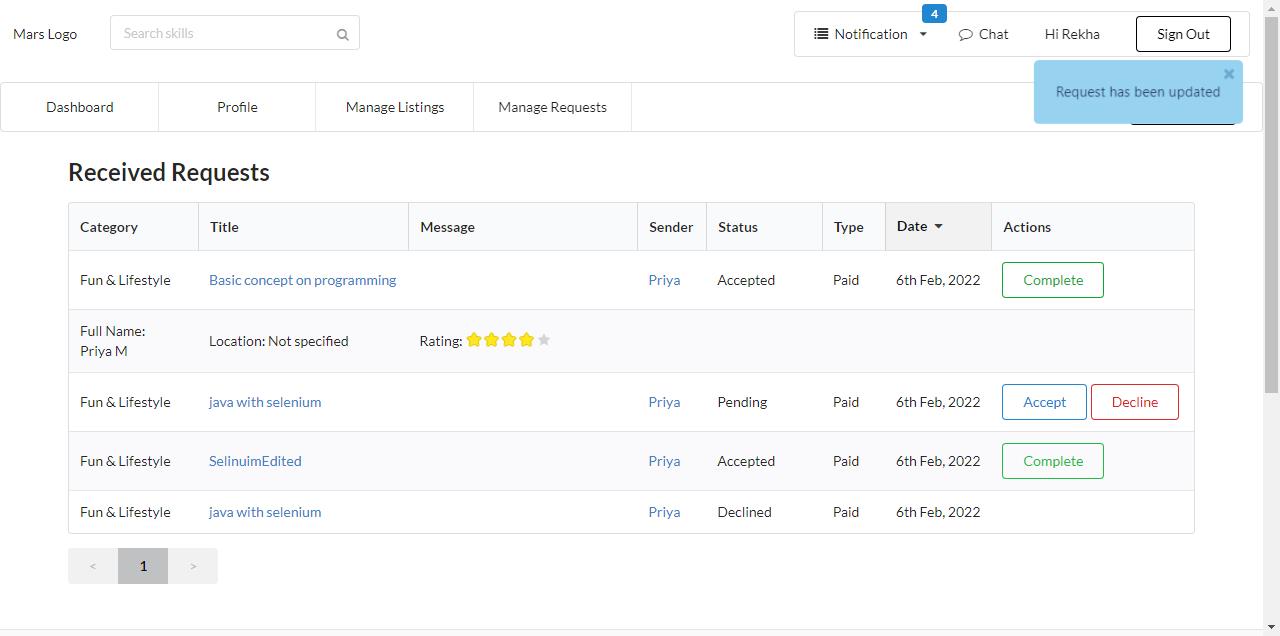 4
Mars Logo Search skills Notification Chat Hi Rekha Sign Out
Request has been updated
Dashboard Profile Manage Listings Manage Requests
Received Requests
Category Title Message Sender Status Type Date Actions
Fun & Lifestyle Basic concept on programming Priya Accepted Paid 6th Feb, 2022 Complete
Full Name:
Priya M Location: Not specified Rating:
Fun & Lifestyle java with selenium Priya Pending Paid 6th Feb, 2022 Accept Decline
Fun & Lifestyle SelinuimEdited Priya Accepted Paid 6th Feb, 2022 Complete
Fun & Lifestyle java with selenium Priya Declined Paid 6th Feb, 2022
< 1 >